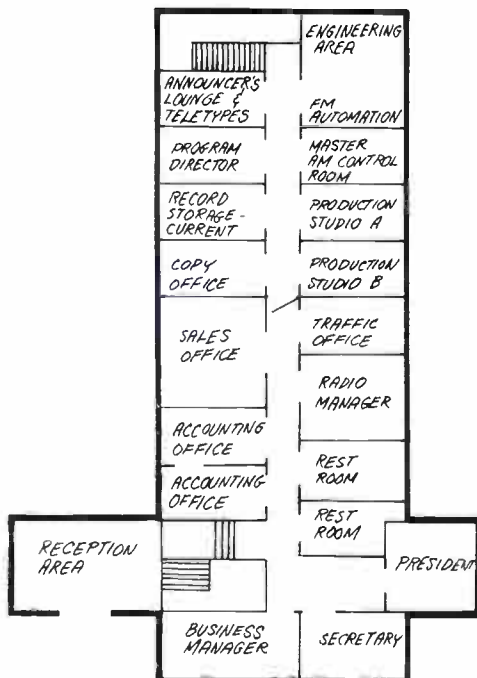 ENGINEERING
AREA
ANNOUNCER'S
LOUNGE &
TELETYPES
FM
AUTOMATION
PROGRAM
DIRECTOR
MASTER
AM CONTROL
ROOM
RECORD
STORAGE-
CURRENT
PRODUCTION
STUDIO A
COPY
OFFICE
PRODUCTION
STUDIO B
SALES
OFFICE
TRAFFIC
OFFICE
RADIO
MANAGER
ACCOUNTING
OFFICE
ACCOUNTING
OFFICE
REST
ROOM
REST
ROOM
RECEPTION
AREA
PRESIDENT
BUSINESS
MANAGER
SECRETARY